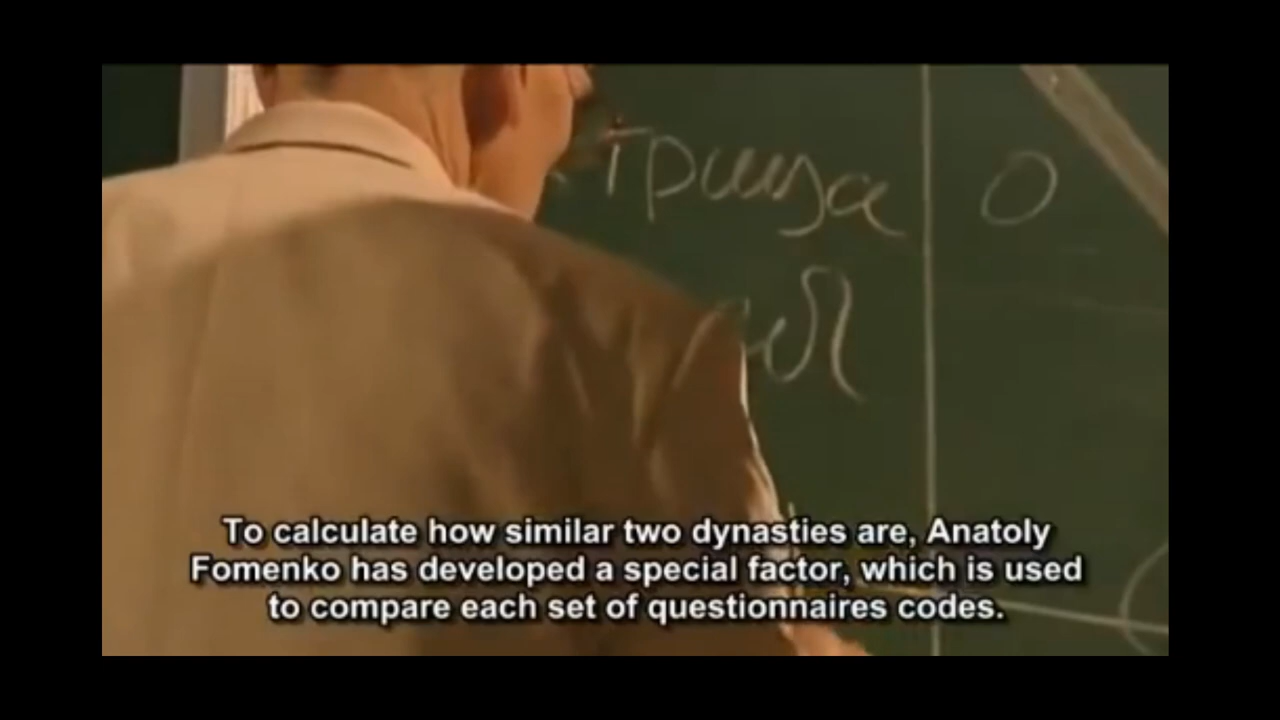 трица О
To calculate how similar two dynasties are, Anatoly
Fomenko has developed a special factor, which is used
to compare each set of questionnaires codes.